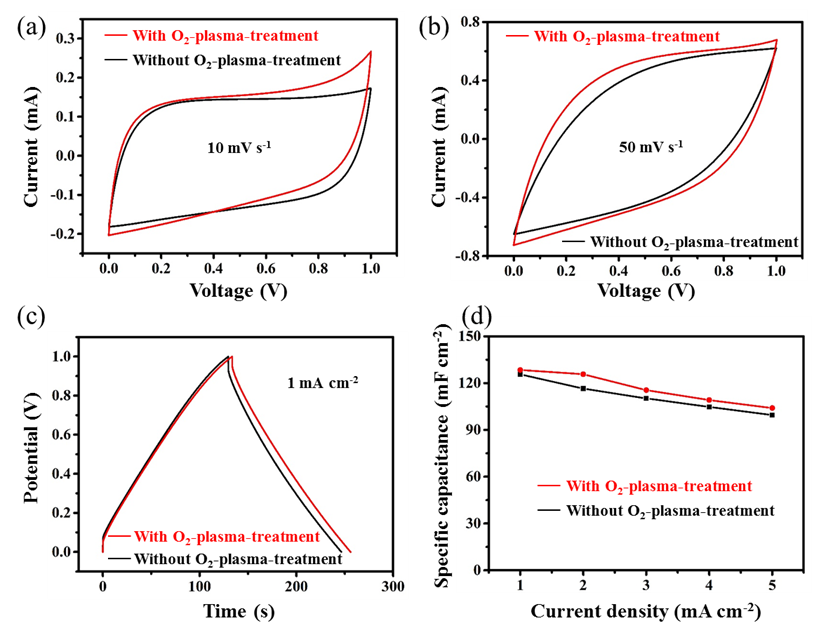 (a)
With O₂-plasma-treatment
Without O₂-plasma-treatment
10 mV s⁻¹
Current (mA)
0.3
0.2
0.1
0.0
-0.1
-0.2
0.0 0.2 0.4 0.6 0.8 1.0
Voltage (V)
(b)
With O₂-plasma-treatment
50 mV s⁻¹
Without O₂-plasma-treatment
Current (mA)
0.8
0.4
0.0
-0.4
-0.8
0.0 0.2 0.4 0.6 0.8 1.0
Voltage (V)
(c)
1 mA cm⁻²
With O₂-plasma-treatment
Without O₂-plasma-treatment
Potential (V)
1.0
0.8
0.6
0.4
0.2
0.0
0 100 200 300
Time (s)
(d)
With O₂-plasma-treatment
Without O₂-plasma-treatment
Specific capacitance (mF cm⁻²)
150
120
90
60
30
0
1 2 3 4 5
Current density (mA cm⁻²)